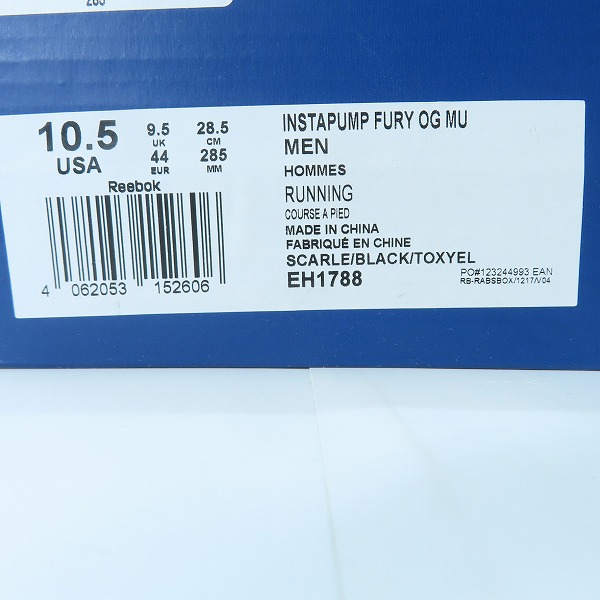 285
10.5
USA
9.5
UK
44
EUR
28.5
CM
285
MM
Reebok
4 062053 152606
INSTAPUMP FURY OG MU
MEN
HOMMES
RUNNING
COURSE A PIED
MADE IN CHINA
FABRIQUÉ EN CHINE
SCARLE/BLACK/TOXYEL
EH1788
PO#123244993 EAN
RB-RABSBOX/1217/V04